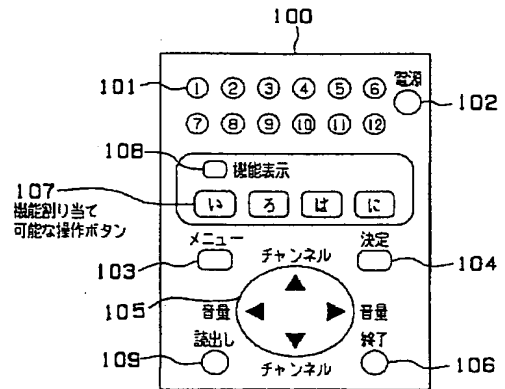 100
101
① ② ③ ④ ⑤ ⑥
電源
102
⑦ ⑧ ⑨ ⑩ ⑪ ⑫
108
機能表示
107
機能割り当て
可能な操作ボタン
い ろ は に
メニュー
決定
103
チャンネル
104
105
音量
音量
読出し
終了
109
チャンネル
106